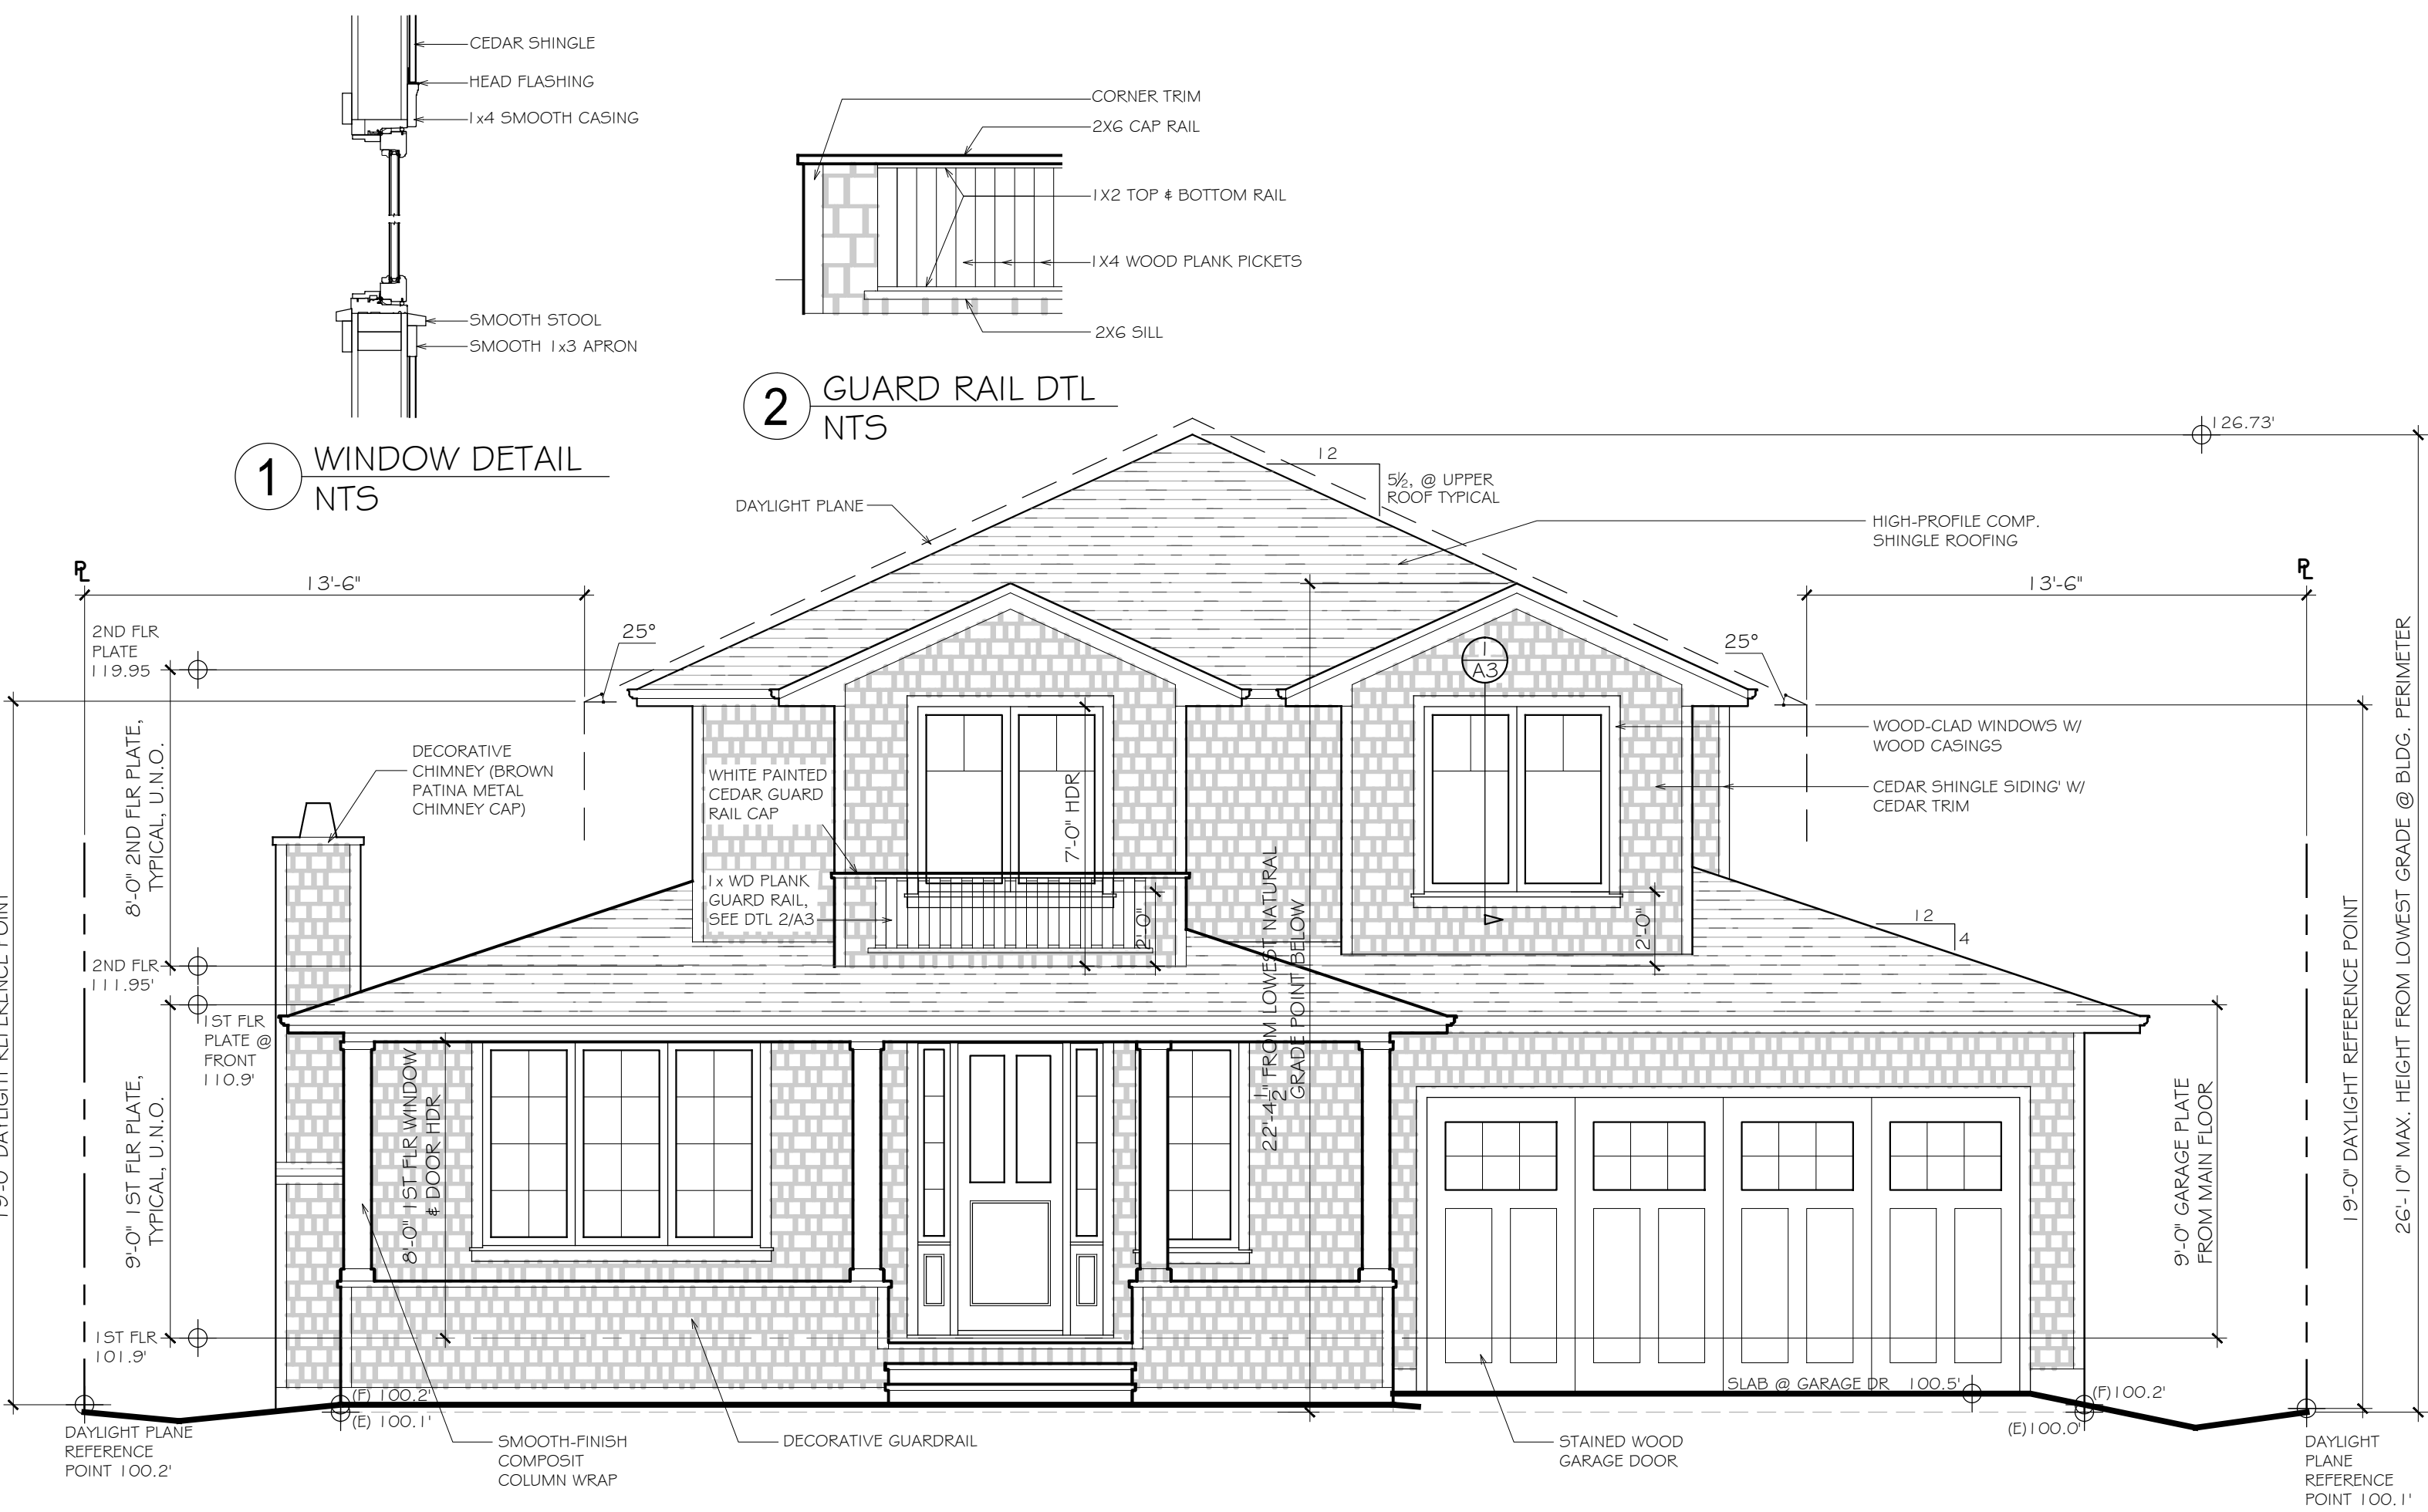 CEDAR SHINGLE
HEAD FLASHING
1x4 SMOOTH CASING
SMOOTH STOOL
SMOOTH 1x3 APRON
1
WINDOW DETAIL
NTS
CORNER TRIM
2X6 CAP RAIL
1X2 TOP & BOTTOM RAIL
1X4 WOOD PLANK PICKETS
2X6 SILL
2
GUARD RAIL DTL
NTS
126.73'
12
5½, @ UPPER
ROOF TYPICAL
DAYLIGHT PLANE
HIGH-PROFILE COMP.
SHINGLE ROOFING
PL
13'-6"
PL
13'-6"
2ND FLR
PLATE
119.95
25°
25°
1
A3
8'-0" 2ND FLR PLATE,
TYPICAL, U.N.O.
DECORATIVE
CHIMNEY (BROWN
PATINA METAL
CHIMNEY CAP)
WHITE PAINTED
CEDAR GUARD
RAIL CAP
7'-0" HDR
1x WD PLANK
GUARD RAIL,
SEE DTL 2/A3
2'-0"
2'-0"
WOOD-CLAD WINDOWS W/
WOOD CASINGS
CEDAR SHINGLE SIDING' W/
CEDAR TRIM
12
4
22'-4½" FROM LOWEST NATURAL
GRADE POINT BELOW
2ND FLR
111.95'
1ST FLR
PLATE @
FRONT
110.9'
9'-0" 1ST FLR PLATE,
TYPICAL, U.N.O.
8'-0" 1ST FLR WINDOW
& DOOR HDR
9'-0" GARAGE PLATE
FROM MAIN FLOOR
19'-0" DAYLIGHT REFERENCE POINT
19'-0" DAYLIGHT REFERENCE POINT
26'-10" MAX. HEIGHT FROM LOWEST GRADE @ BLDG. PERIMETER
1ST FLR
101.9'
(F) 100.2'
(E) 100.1'
SLAB @ GARAGE DR 100.5'
(F)100.2'
(E)100.0'
DAYLIGHT PLANE
REFERENCE
POINT 100.2'
SMOOTH-FINISH
COMPOSIT
COLUMN WRAP
DECORATIVE GUARDRAIL
STAINED WOOD
GARAGE DOOR
DAYLIGHT
PLANE
REFERENCE
POINT 100.1'